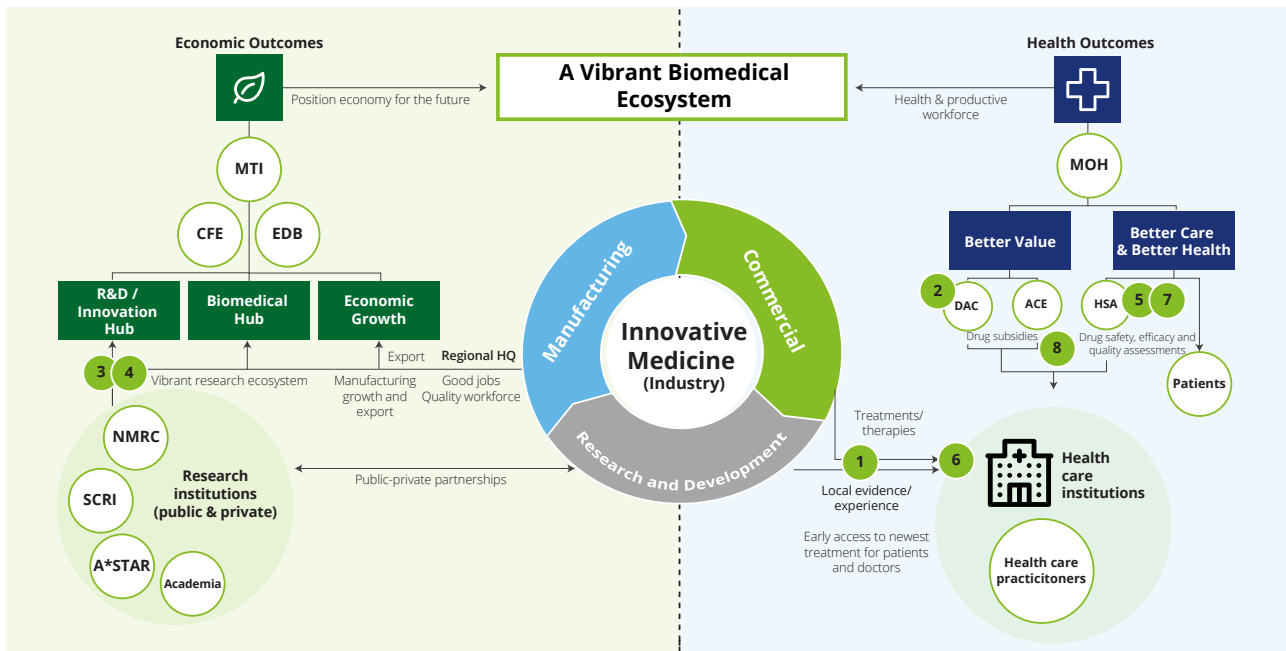 Economic Outcomes
Health Outcomes
A Vibrant Biomedical
Ecosystem
Position economy for the future
Health & productive
workforce
MTI
CFE
EDB
MOH
R&D /
Innovation
Hub
Biomedical
Hub
Economic
Growth
Better Value
Better Care
& Better Health
2
DAC
ACE
HSA
5
7
Drug subsidies
8
Drug safety, efficacy and
quality assessments
Patients
Manufacturing
Commercial
Research and Development
Innovative
Medicine
(Industry)
Export
Regional HQ
3
4
Vibrant research ecosystem
Manufacturing
growth and
export
Good jobs
Quality workforce
NMRC
SCRI
A*STAR
Academia
Research
institutions
(public & private)
Public-private partnerships
Treatments/
therapies
1
6
Local evidence/
experience
Early access to newest
treatment for patients
and doctors
Health
care
institutions
Health care
practicitoners